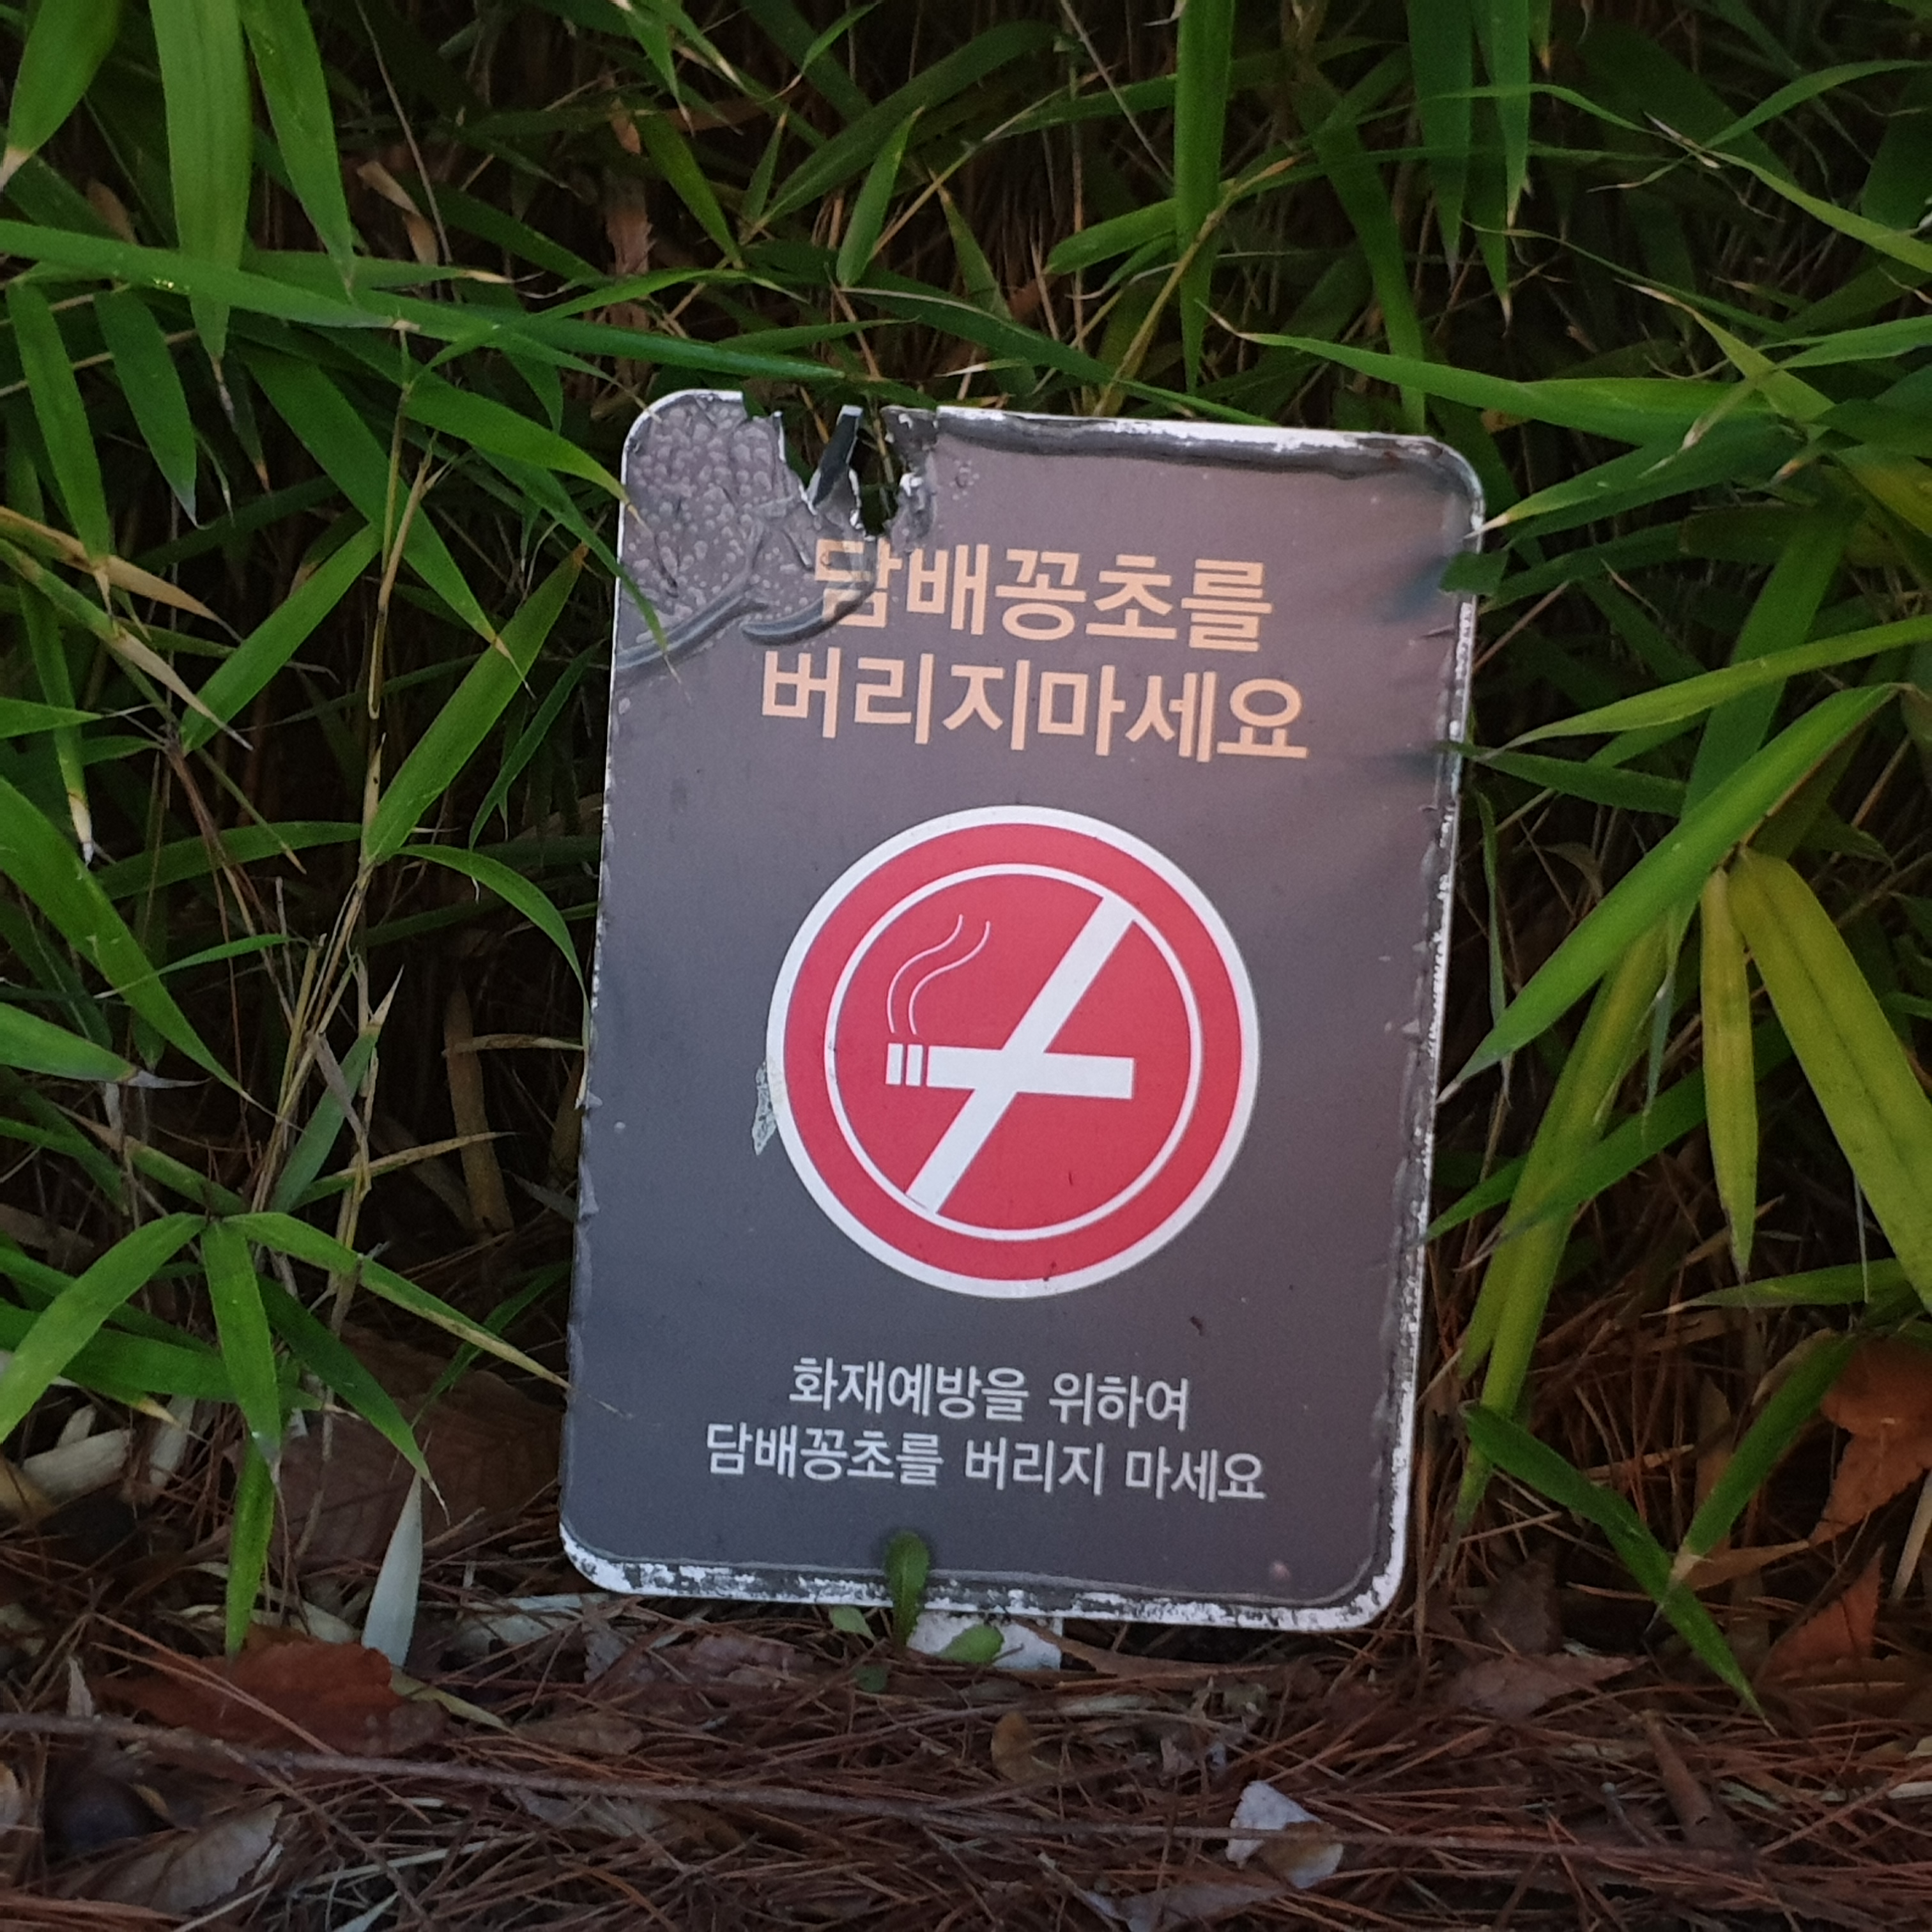 담배꽁초를
버리지마세요
화재예방을 위하여
담배꽁초를 버리지 마세요